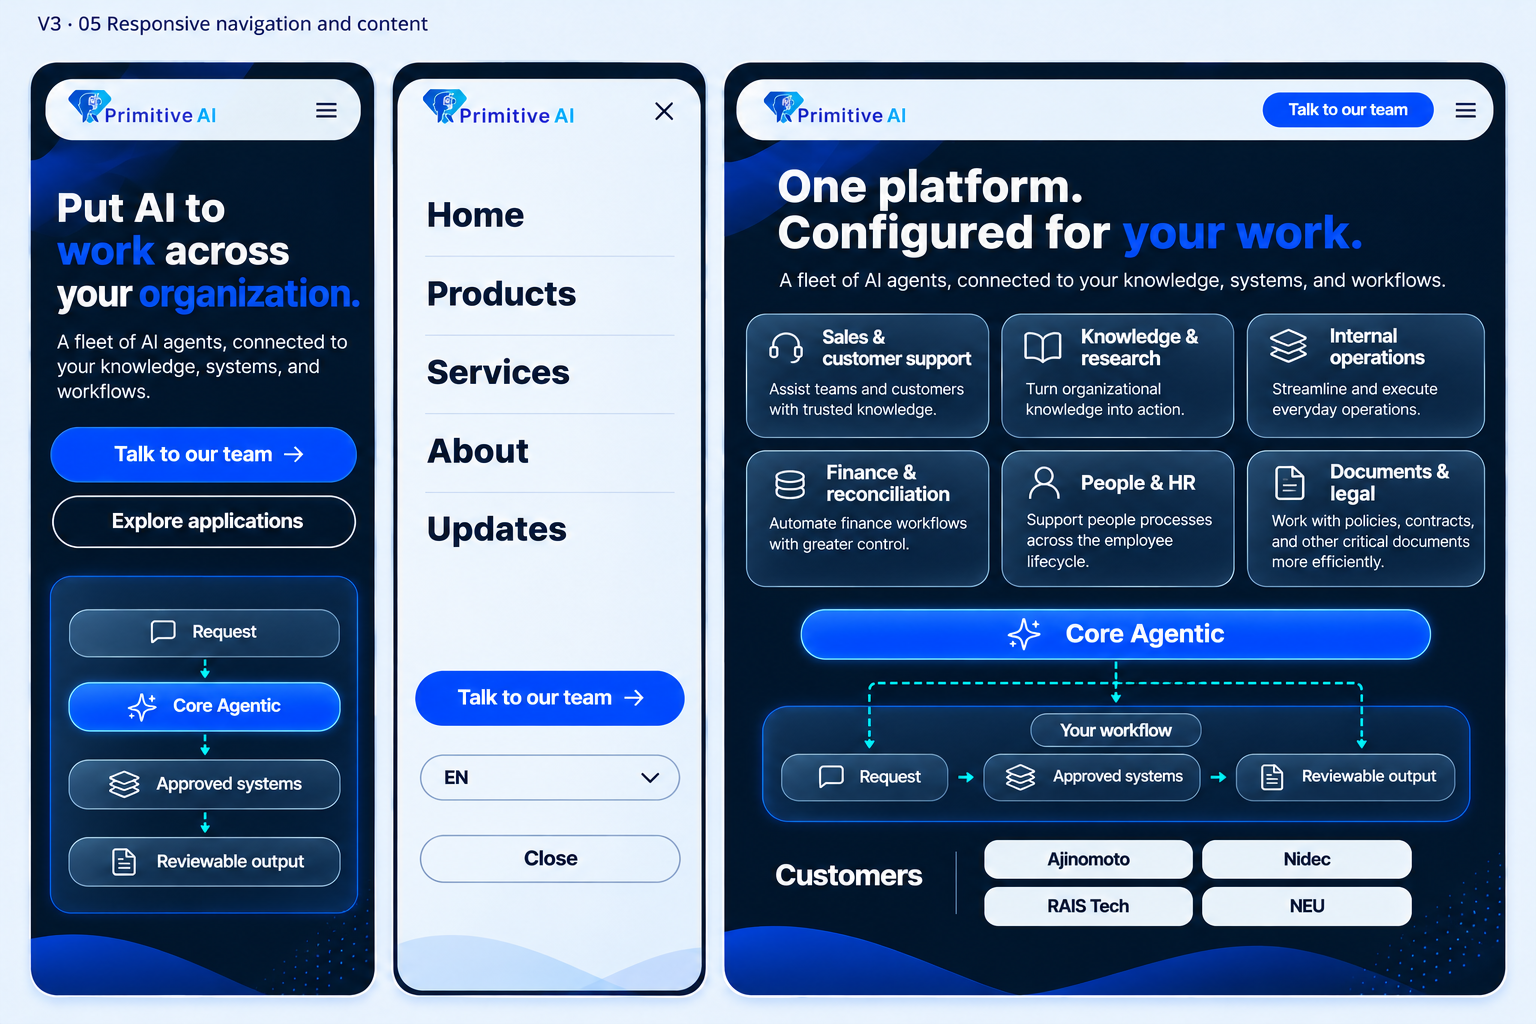 V3 · 05 Responsive navigation and content
Primitive AI
Put AI to
work across
your organization.
A fleet of AI agents, connected to
your knowledge, systems, and
workflows.
Talk to our team →
Explore applications
Request
Core Agentic
Approved systems
Reviewable output
Primitive AI
Home
Products
Services
About
Updates
Talk to our team →
EN
Close
Primitive AI
Talk to our team
One platform.
Configured for your work.
A fleet of AI agents, connected to your knowledge, systems, and workflows.
Sales &
customer support
Assist teams and customers
with trusted knowledge.
Knowledge &
research
Turn organizational
knowledge into action.
Internal
operations
Streamline and execute
everyday operations.
Finance &
reconciliation
Automate finance workflows
with greater control.
People & HR
Support people processes
across the employee
lifecycle.
Documents &
legal
Work with policies, contracts,
and other critical documents
more efficiently.
Core Agentic
Your workflow
Request
Approved systems
Reviewable output
Customers
Ajinomoto
Nidec
RAIS Tech
NEU